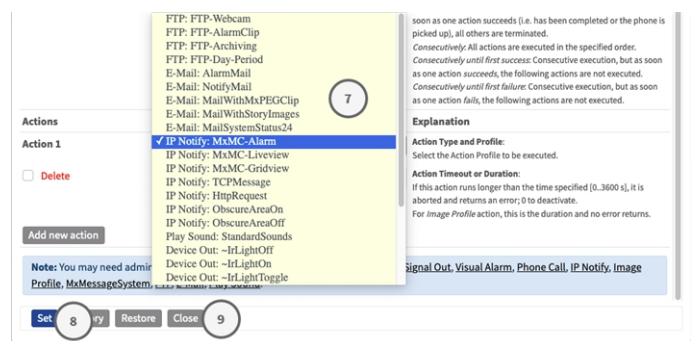 FTP: FTP-Webcam
FTP: FTP-AlarmClip
FTP: FTP-Archiving
FTP: FTP-Day-Period
E-Mail: AlarmMail
E-Mail: NotifyMail
E-Mail: MailWithMxPEGClip
E-Mail: MailWithStoryImages
E-Mail: MailSystemStatus24
✓ IP Notify: MxMC-Alarm
IP Notify: MxMC-Liveview
IP Notify: MxMC-Gridview
IP Notify: TCPMessage
IP Notify: HttpRequest
IP Notify: ObscureAreaOn
IP Notify: ObscureAreaOff
Play Sound: StandardSounds
Device Out: ~IrLightOff
Device Out: ~IrLightOn
Device Out: ~IrLightToggle
7
soon as one action succeeds (i.e. has been completed or the phone is
picked up), all others are terminated.
Consecutively: All actions are executed in the specified order.
Consecutively until first success: Consecutive execution, but as soon
as one action succeeds, the following actions are not executed.
Consecutively until first failure: Consecutive execution, but as soon
as one action fails, the following actions are not executed.
Actions
Explanation
Action 1
Delete
Action Type and Profile:
Select the Action Profile to be executed.
Action Timeout or Duration:
If this action runs longer than the time specified [0..3600 s], it is
aborted and returns an error; 0 to deactivate.
For Image Profile action, this is the duration and no error returns.
Add new action
Note: You may need admin Signal Out, Visual Alarm, Phone Call, IP Notify, Image
Profile, MxMessageSystem,
Set 8 ry Restore Close 9